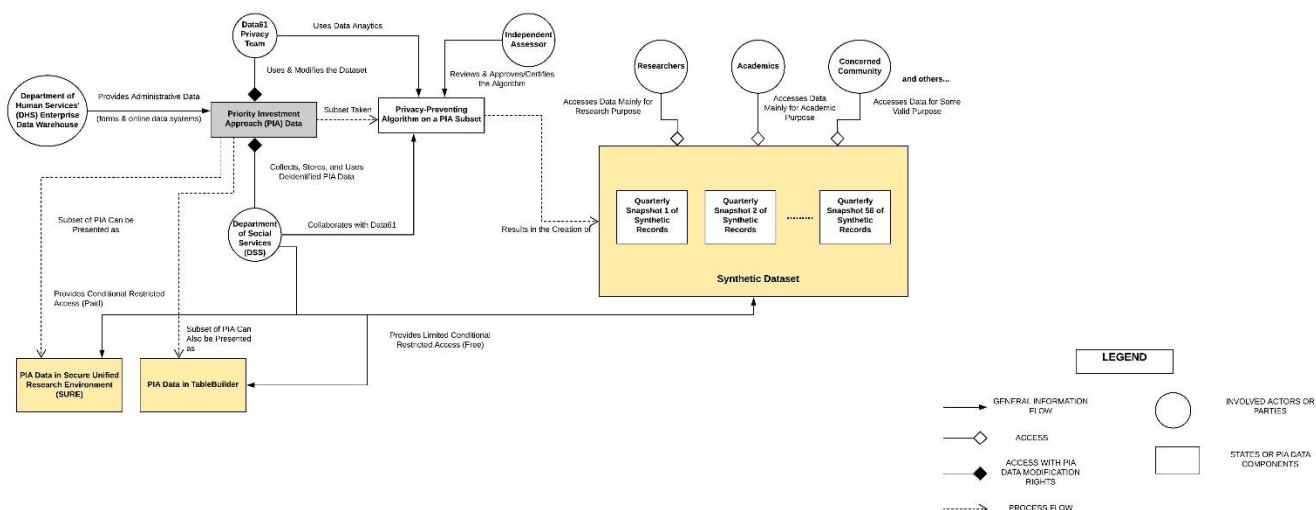 Data61
Privacy
Team
Uses Data Anaytics
Independent
Assessor
Researchers
Academics
Concerned
Community
and others...
Uses & Modifies the Dataset
Reviews & Approves/Certifies
the Algorithm
Department of
Human Services'
(DHS) Enterprise
Data Warehouse
Provides Administrative Data
(forms & online data systems)
Priority Investment
Approach (PIA) Data
Subset Taken
Privacy-Preventing
Algorithm on a PIA Subset
Accesses Data Mainly for
Research Purpose
Accesses Data
Mainly for Academic
Purpose
Accesses Data for Some
Valid Purpose
Collects, Stores, and Uses
Deidentified PIA Data
Subset of PIA Can be
Presented as
Department
of Social
Services
(DSS)
Collaborates with Data61
Results in the Creation of
Quarterly
Snapshot 1 of
Synthetic
Records
Quarterly
Snapshot 2 of
Synthetic
Records
Quarterly
Snapshot 56 of
Synthetic
Records
Synthetic Dataset
Provides Conditional Restricted
Access (Paid)
Subset of PIA Can
Also be Presented
as
Provides Limited Conditional
Restricted Access (Free)
PIA Data in Secure Unified
Research Environment
(SURE)
PIA Data in TableBuilder
LEGEND
GENERAL INFORMATION
FLOW
INVOLVED ACTORS OR
PARTIES
ACCESS
ACCESS WITH PIA
DATA MODIFICATION
RIGHTS
STATES OR PIA DATA
COMPONENTS
PROCESS FLOW